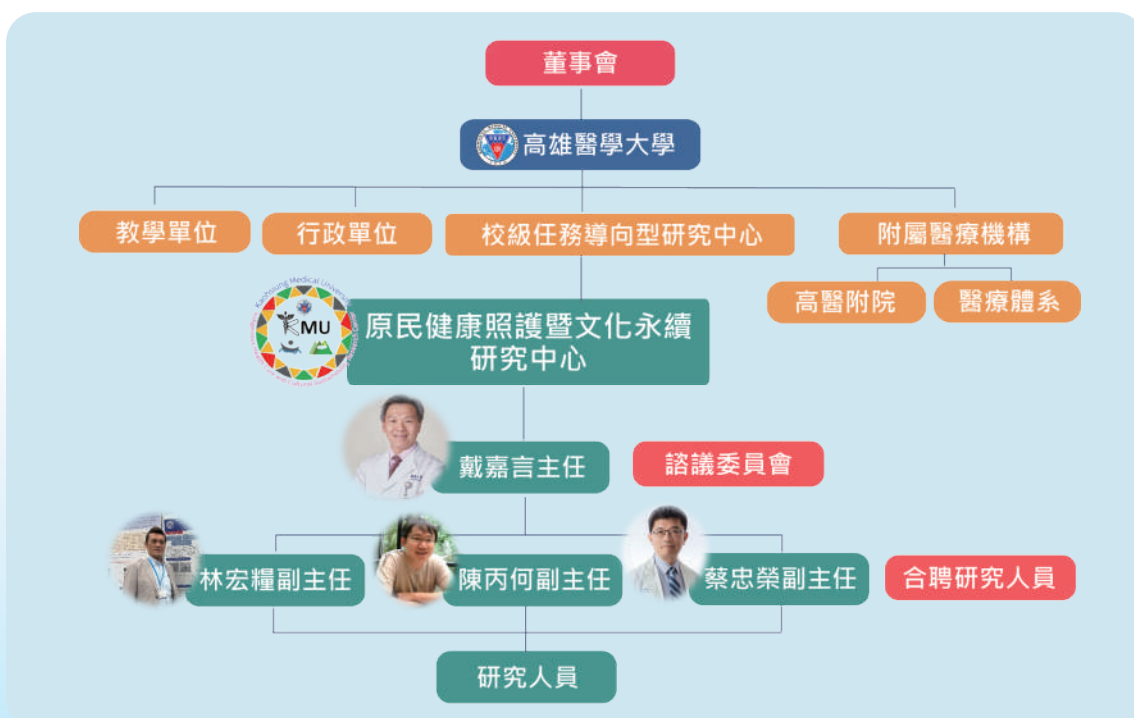 董事會
高雄醫學大學
教學單位
行政單位
校級任務導向型研究中心
附屬醫療機構
高醫附院
醫療體系
Kaohsiung Medical University
KMU
原民健康照護暨文化永續
研究中心
戴嘉言主任
諮議委員會
林宏糧副主任
陳丙何副主任
蔡忠榮副主任
合聘研究人員
研究人員